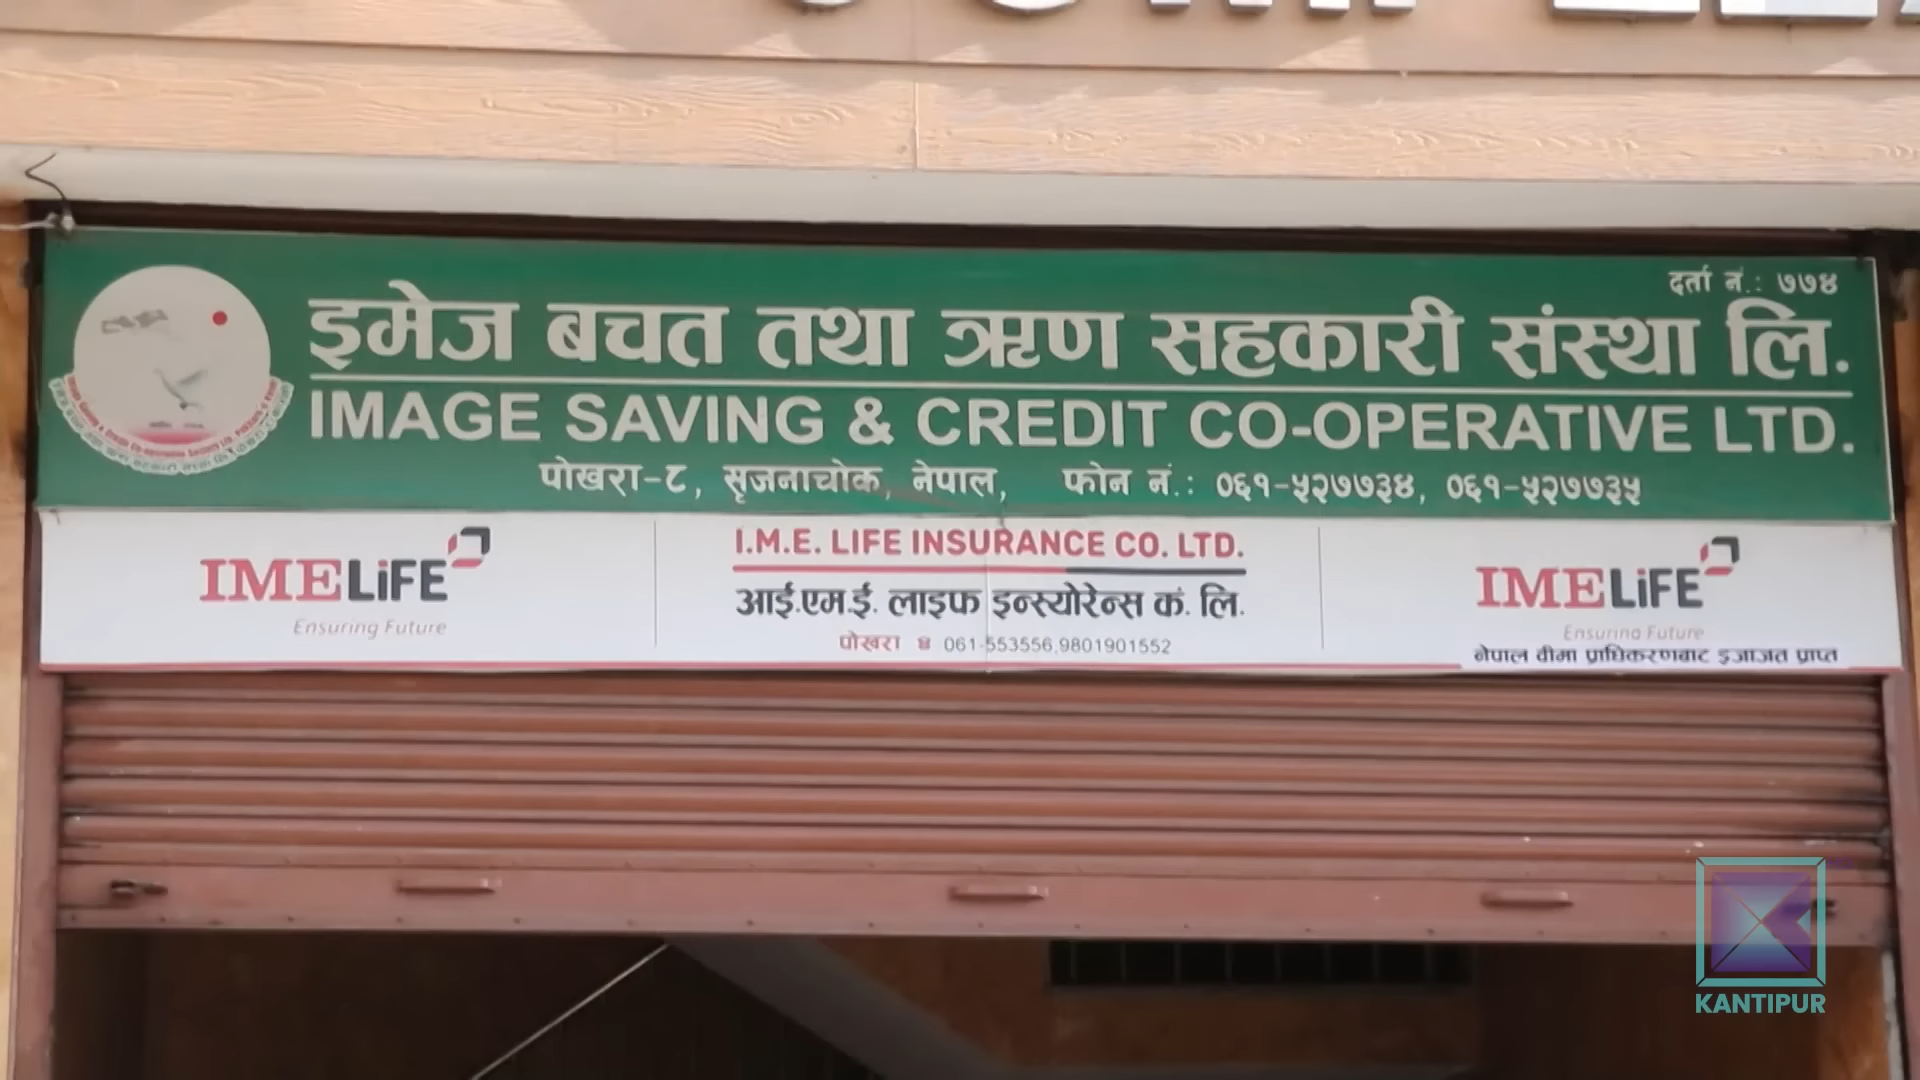 दर्ता नं.: ७७४
इमेज बचत तथा ऋण सहकारी संस्था लि.
IMAGE SAVING & CREDIT CO-OPERATIVE LTD.
पोखरा-८, सृजनाचोक, नेपाल, फोन नं.: ०६१-५२७७३४, ०६१-५२७७३५
IMELiFE
Ensuring Future
I.M.E. LIFE INSURANCE CO. LTD.
आई.एम.ई. लाइफ इन्स्योरेन्स कं. लि.
पोखरा 061-553556,9801901552
IMELiFE
Ensuring Future
नेपाल वीमा प्राधिकरणबाट इजाजत प्राप्त
KANTIPUR